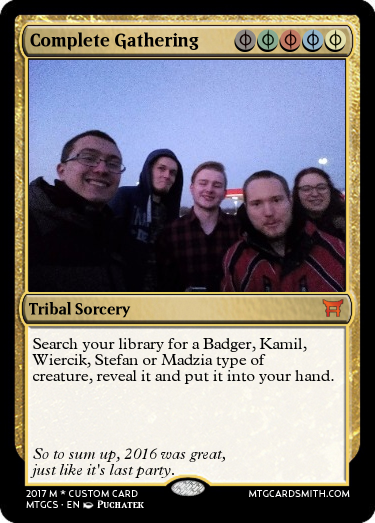 Complete Gathering
Tribal Sorcery
Search your library for a Badger, Kamil,
Wiercik, Stefan or Madzia type of
creature, reveal it and put it into your hand.
So to sum up, 2016 was great,
just like it's last party.
2017 M * CUSTOM CARD
MTGCS · EN PUCHATEK
MTGCARDSMITH.COM